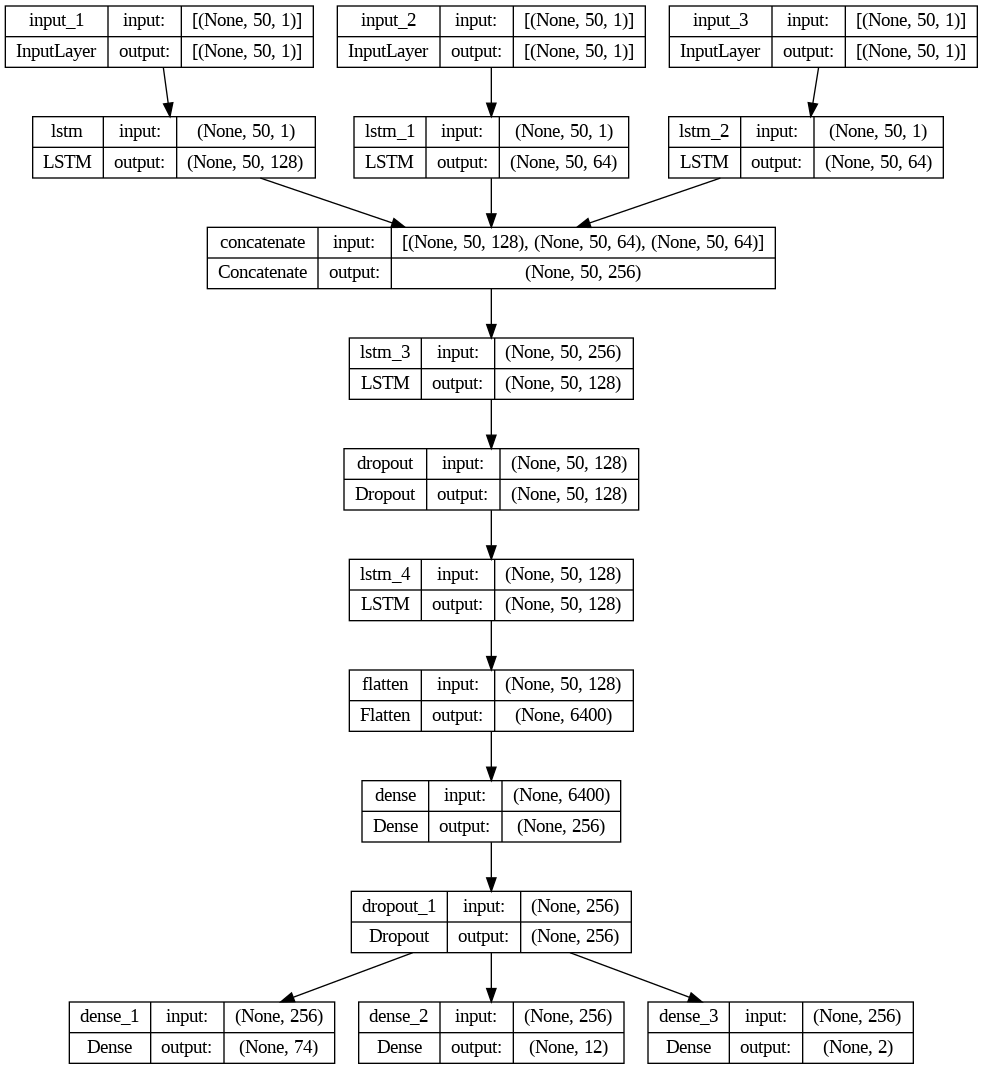 input_1 input: [(None, 50, 1)]
InputLayer output: [(None, 50, 1)]
input_2 input: [(None, 50, 1)]
InputLayer output: [(None, 50, 1)]
input_3 input: [(None, 50, 1)]
InputLayer output: [(None, 50, 1)]
lstm input: (None, 50, 1)
LSTM output: (None, 50, 128)
lstm_1 input: (None, 50, 1)
LSTM output: (None, 50, 64)
lstm_2 input: (None, 50, 1)
LSTM output: (None, 50, 64)
concatenate input: [(None, 50, 128), (None, 50, 64), (None, 50, 64)]
Concatenate output: (None, 50, 256)
lstm_3 input: (None, 50, 256)
LSTM output: (None, 50, 128)
dropout input: (None, 50, 128)
Dropout output: (None, 50, 128)
lstm_4 input: (None, 50, 128)
LSTM output: (None, 50, 128)
flatten input: (None, 50, 128)
Flatten output: (None, 6400)
dense input: (None, 6400)
Dense output: (None, 256)
dropout_1 input: (None, 256)
Dropout output: (None, 256)
dense_1 input: (None, 256)
Dense output: (None, 74)
dense_2 input: (None, 256)
Dense output: (None, 12)
dense_3 input: (None, 256)
Dense output: (None, 2)